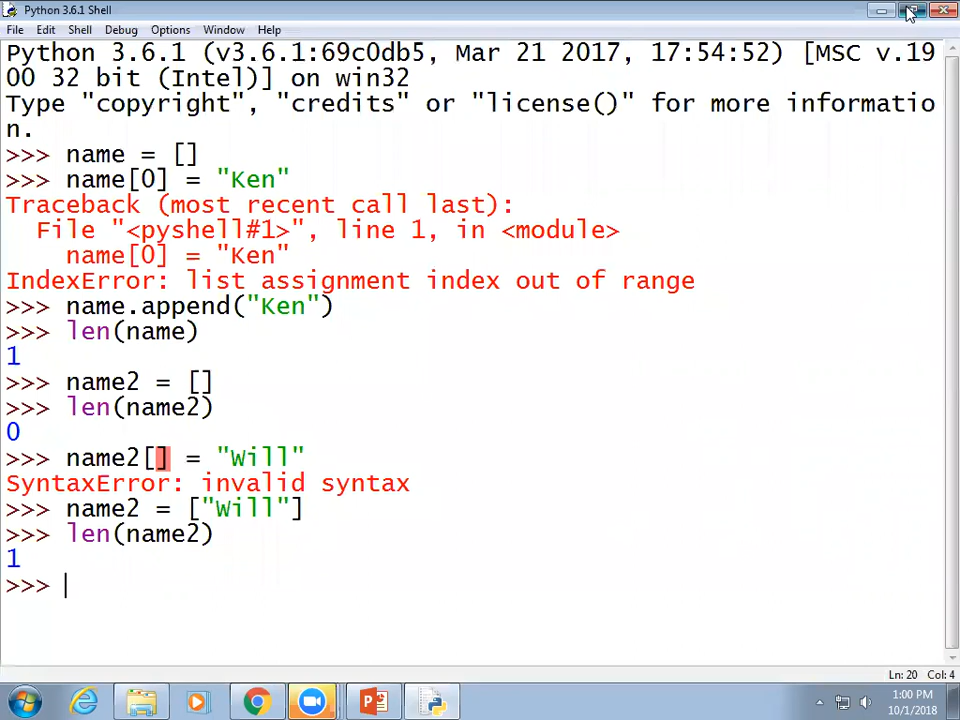 Python 3.6.1 Shell
File Edit Shell Debug Options Window Help
Python 3.6.1 (v3.6.1:69c0db5, Mar 21 2017, 17:54:52) [MSC v.19
00 32 bit (Intel)] on win32
Type "copyright", "credits" or "license()" for more informatio
n.
>>> name = []
>>> name[0] = "Ken"
Traceback (most recent call last):
  File "<pyshell#1>", line 1, in <module>
    name[0] = "Ken"
IndexError: list assignment index out of range
>>> name.append("Ken")
>>> len(name)
1
>>> name2 = []
>>> len(name2)
0
>>> name2[] = "Will"
SyntaxError: invalid syntax
>>> name2 = ["Will"]
>>> len(name2)
1
>>>
Ln: 20 Col: 4
1:00 PM
10/1/2018